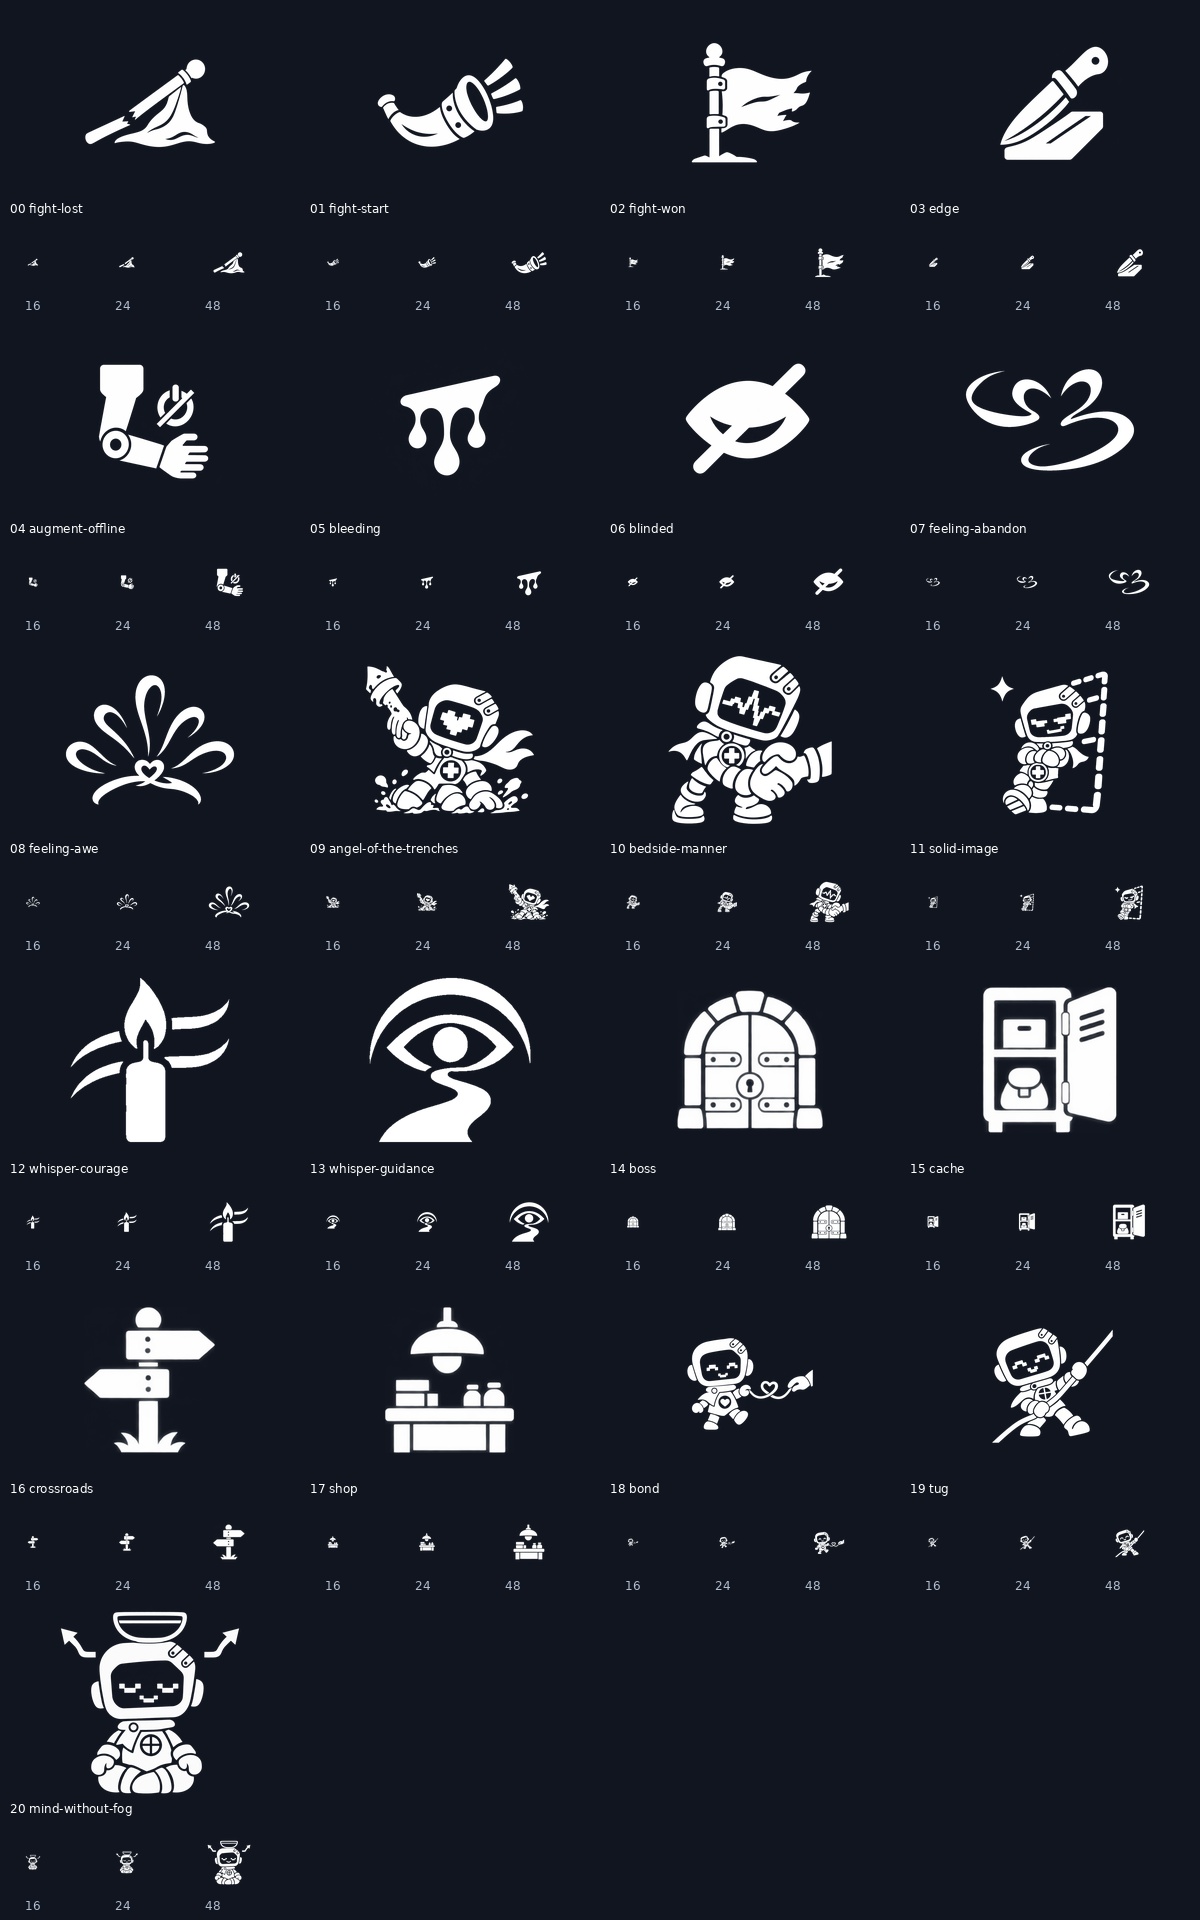 00 fight-lost
01 fight-start
02 fight-won
03 edge
16 24 48
16 24 48
16 24 48
16 24 48
04 augment-offline
05 bleeding
06 blinded
07 feeling-abandon
16 24 48
16 24 48
16 24 48
16 24 48
08 feeling-awe
09 angel-of-the-trenches
10 bedside-manner
11 solid-image
16 24 48
16 24 48
16 24 48
16 24 48
12 whisper-courage
13 whisper-guidance
14 boss
15 cache
16 24 48
16 24 48
16 24 48
16 24 48
16 crossroads
17 shop
18 bond
19 tug
16 24 48
16 24 48
16 24 48
16 24 48
20 mind-without-fog
16 24 48